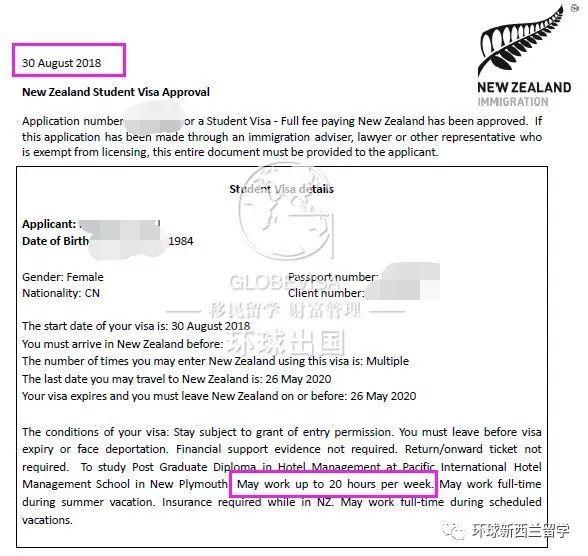 30 August 2018
NEW ZEALAND
IMMIGRATION
New Zealand Student Visa Approval
Application number or a Student Visa - Full fee paying New Zealand has been approved. If
this application has been made through an immigration adviser, lawyer or other representative who
is exempt from licensing, this entire document must be provided to the applicant.
Student Visa details
Applicant:
Date of Birth 1984
Gender: Female
Passport number:
Nationality: CN
Client number:
GLOBEVISA
移民留学 财富管理
环球出国
The start date of your visa is: 30 August 2018
You must arrive in New Zealand before:
The number of times you may enter New Zealand using this visa is: Multiple
The last date you may travel to New Zealand is: 26 May 2020
Your visa expires and you must leave New Zealand on or before: 26 May 2020
The conditions of your visa: Stay subject to grant of entry permission. You must leave before visa
expiry or face deportation. Financial support evidence not required. Return/onward ticket not
required. To study Post Graduate Diploma in Hotel Management at Pacific International Hotel
Management School in New Plymouth. May work up to 20 hours per week. May work full-time
during summer vacation. Insurance required while in NZ. May work full-time during scheduled
vacations.
环球新西兰留学